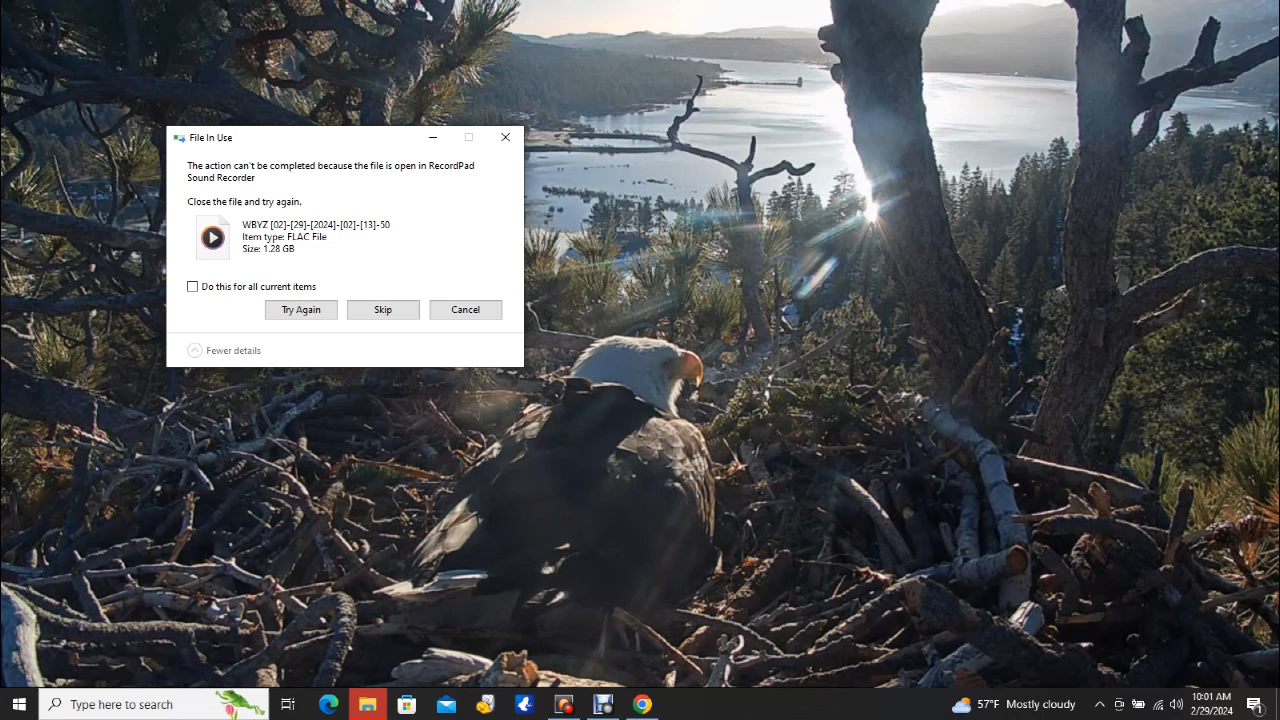 File In Use
The action can't be completed because the file is open in RecordPad
Sound Recorder
Close the file and try again.
WBYZ [02]-[29]-[2024]-[02]-[13]-50
Item type: FLAC File
Size: 1.28 GB
Do this for all current items
Try Again
Skip
Cancel
Fewer details
Type here to search
57°F Mostly cloudy
10:01 AM
2/29/2024
1